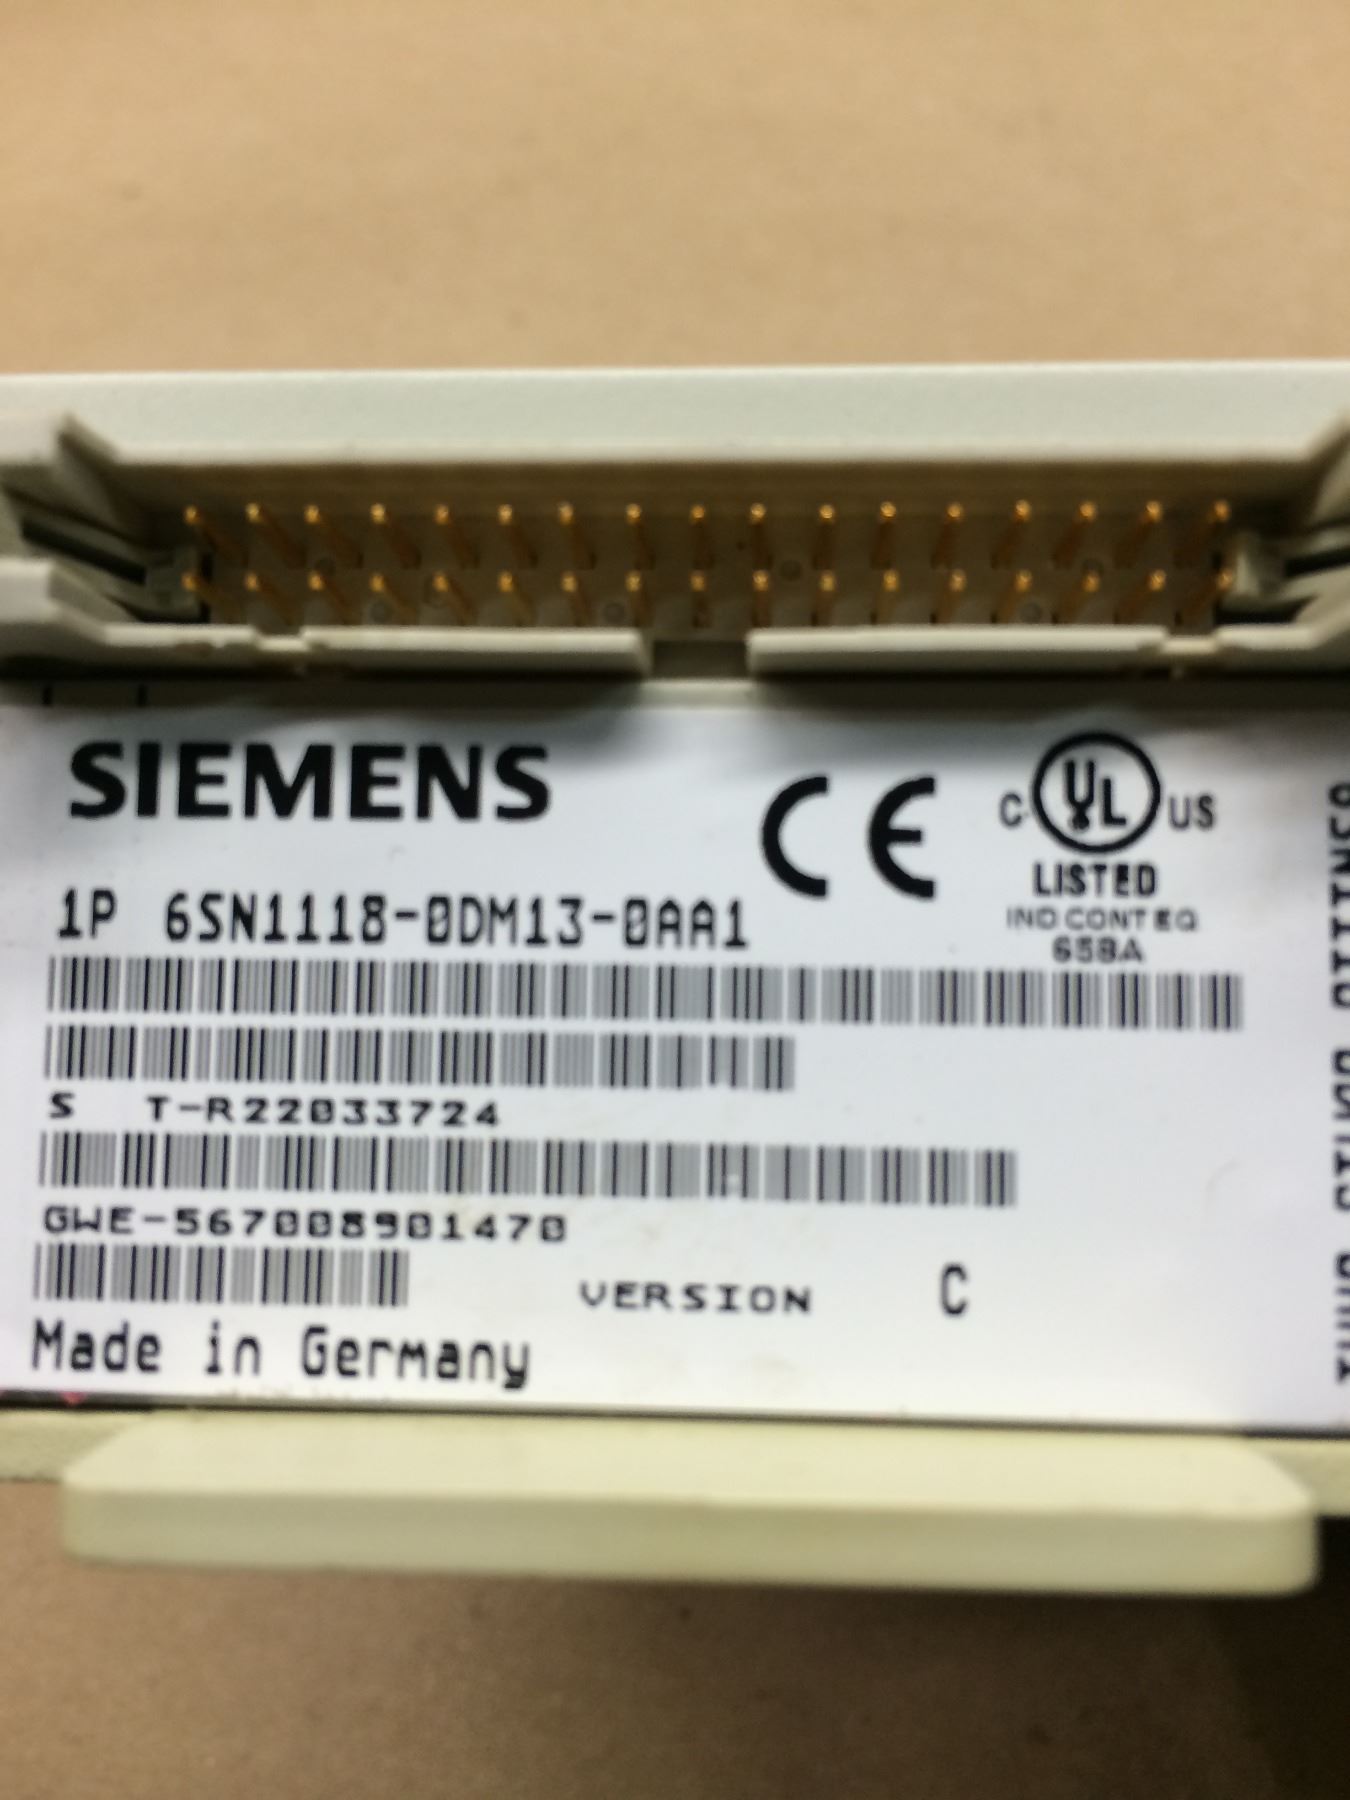 SIEMENS
CE
C UL US
LISTED
IND.CONT.EQ
658A
1P 6SN1118-0DM13-0AA1
S T-R22033724
GWE-567008901470
VERSION C
Made in Germany